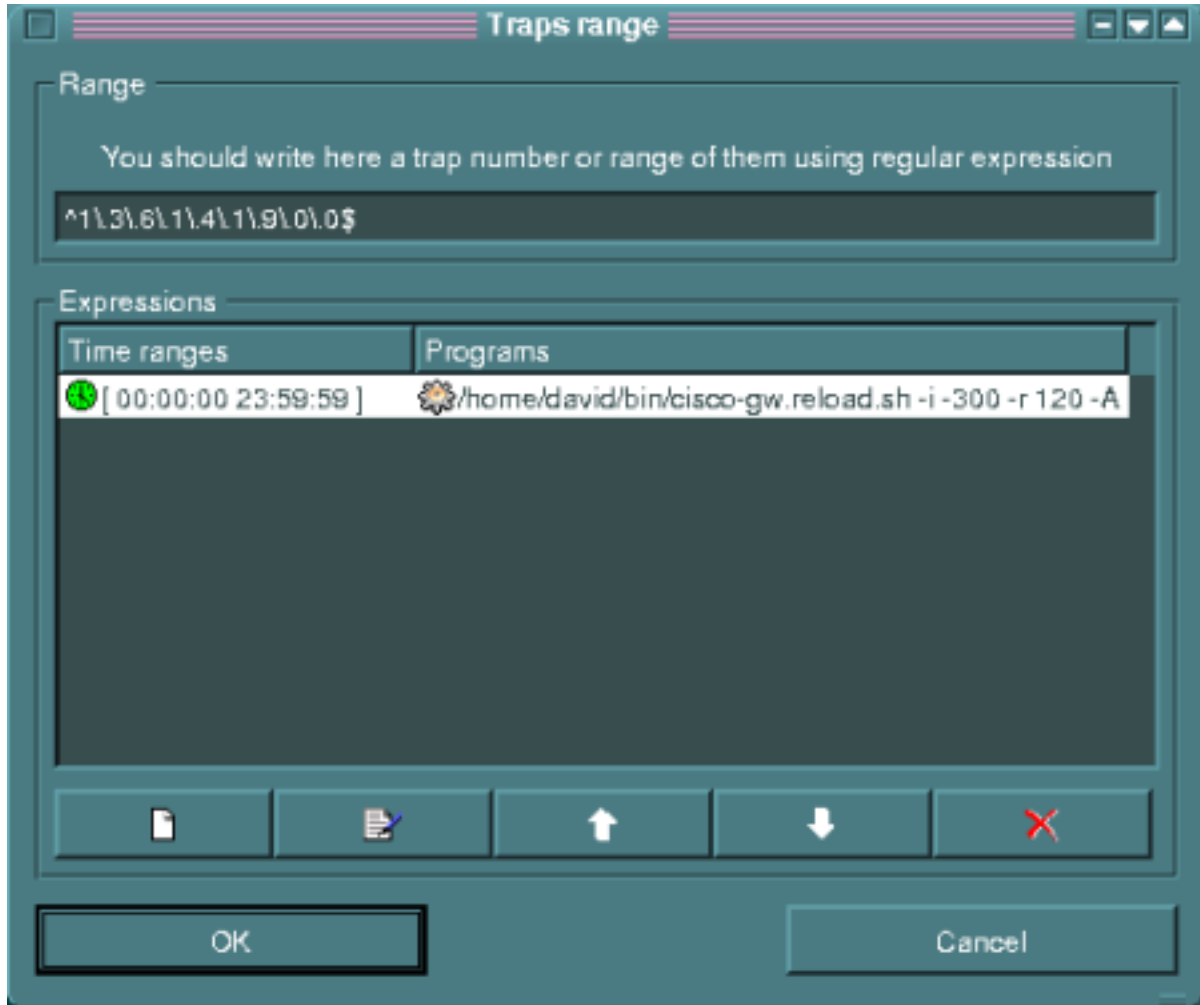 Traps range
Range
You should write here a trap number or range of them using regular expression
^1\.3\.6\.1\.4\.1\.9\.0\.0$
Expressions
Time ranges Programs
[ 00:00:00 23:59:59 ] /home/david/bin/cisco-gw.reload.sh -i -300 -r 120 -A
OK Cancel